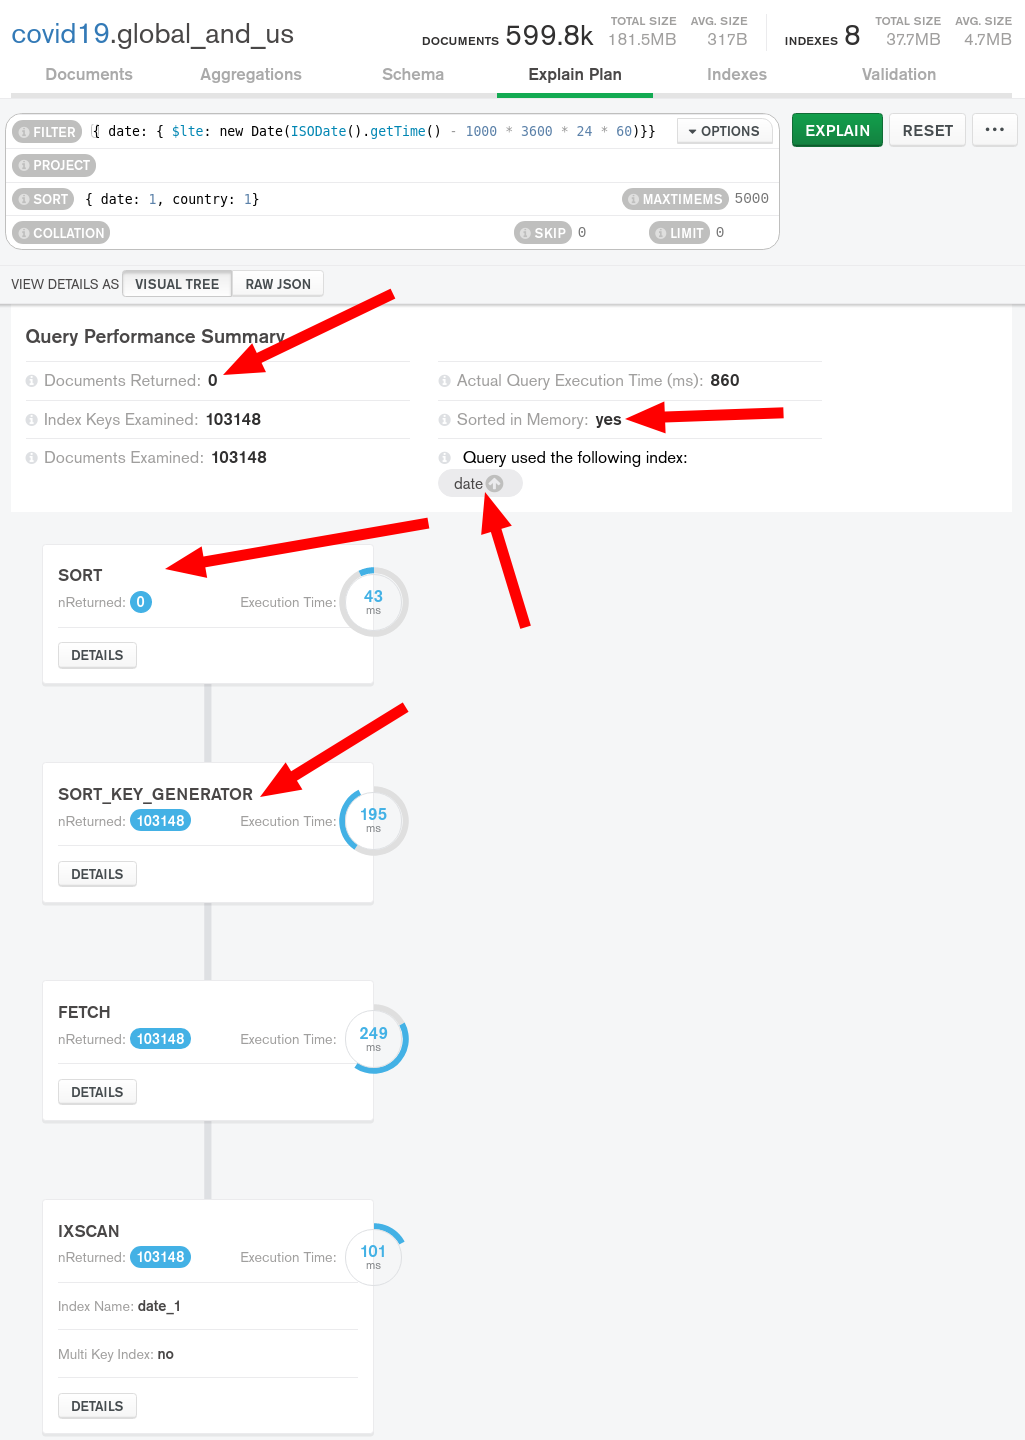 covid19.global_and_us
DOCUMENTS 599.8k TOTAL SIZE 181.5MB AVG. SIZE 317B INDEXES 8 TOTAL SIZE 37.7MB AVG. SIZE 4.7MB
Documents Aggregations Schema Explain Plan Indexes Validation
FILTER { date: { $lte: new Date(ISODate().getTime() - 1000 * 3600 * 24 * 60)}} OPTIONS EXPLAIN RESET ...
PROJECT
SORT { date: 1, country: 1} MAXTIMEMS 5000
COLLATION SKIP 0 LIMIT 0
VIEW DETAILS AS VISUAL TREE RAW JSON
Query Performance Summary
Documents Returned: 0 Actual Query Execution Time (ms): 860
Index Keys Examined: 103148 Sorted in Memory: yes
Documents Examined: 103148 Query used the following index:
date
SORT
nReturned: 0 Execution Time: 43 ms
DETAILS
SORT_KEY_GENERATOR
nReturned: 103148 Execution Time: 195 ms
DETAILS
FETCH
nReturned: 103148 Execution Time: 249 ms
DETAILS
IXSCAN
nReturned: 103148 Execution Time: 101 ms
Index Name: date_1
Multi Key Index: no
DETAILS